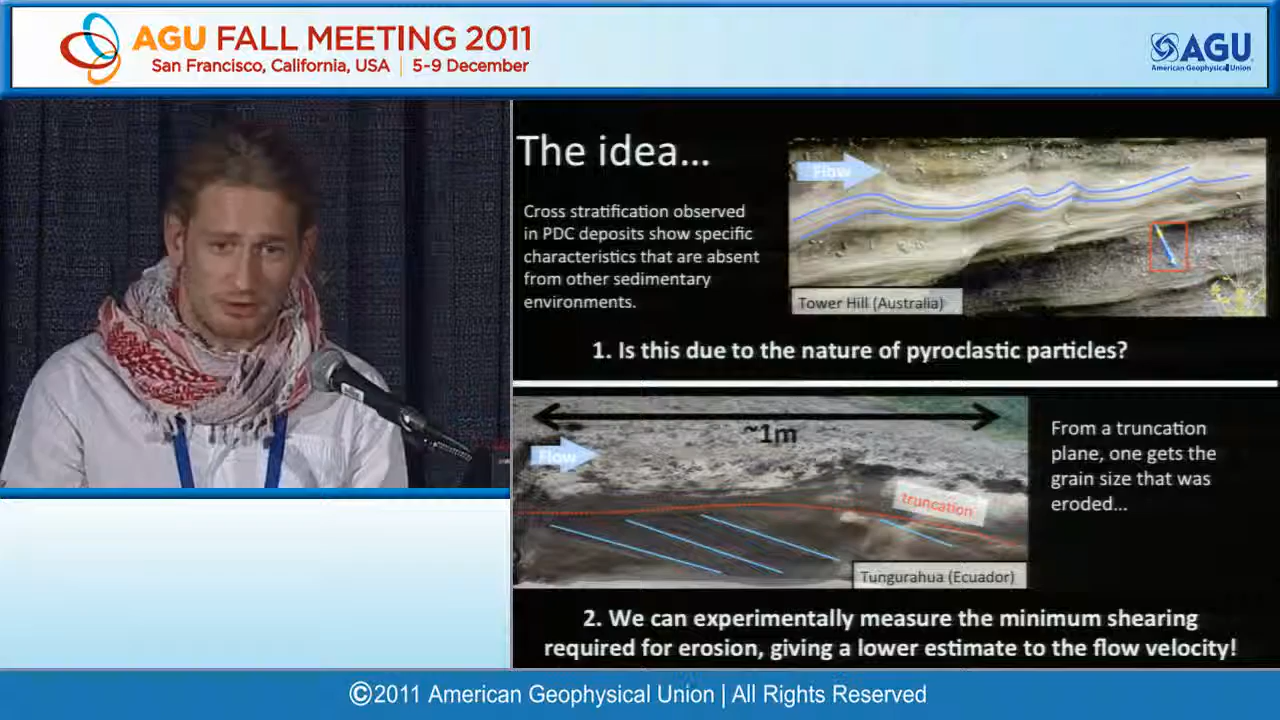 AGU FALL MEETING 2011
San Francisco, California, USA | 5-9 December
AGU
American Geophysical Union
The idea...
Flow
Cross stratification observed
in PDC deposits show specific
characteristics that are absent
from other sedimentary
environments.
Tower Hill (Australia)
1. Is this due to the nature of pyroclastic particles?
~1m
Flow
truncation
Tungurahua (Ecuador)
From a truncation
plane, one gets the
grain size that was
eroded...
2. We can experimentally measure the minimum shearing
required for erosion, giving a lower estimate to the flow velocity!
©2011 American Geophysical Union | All Rights Reserved